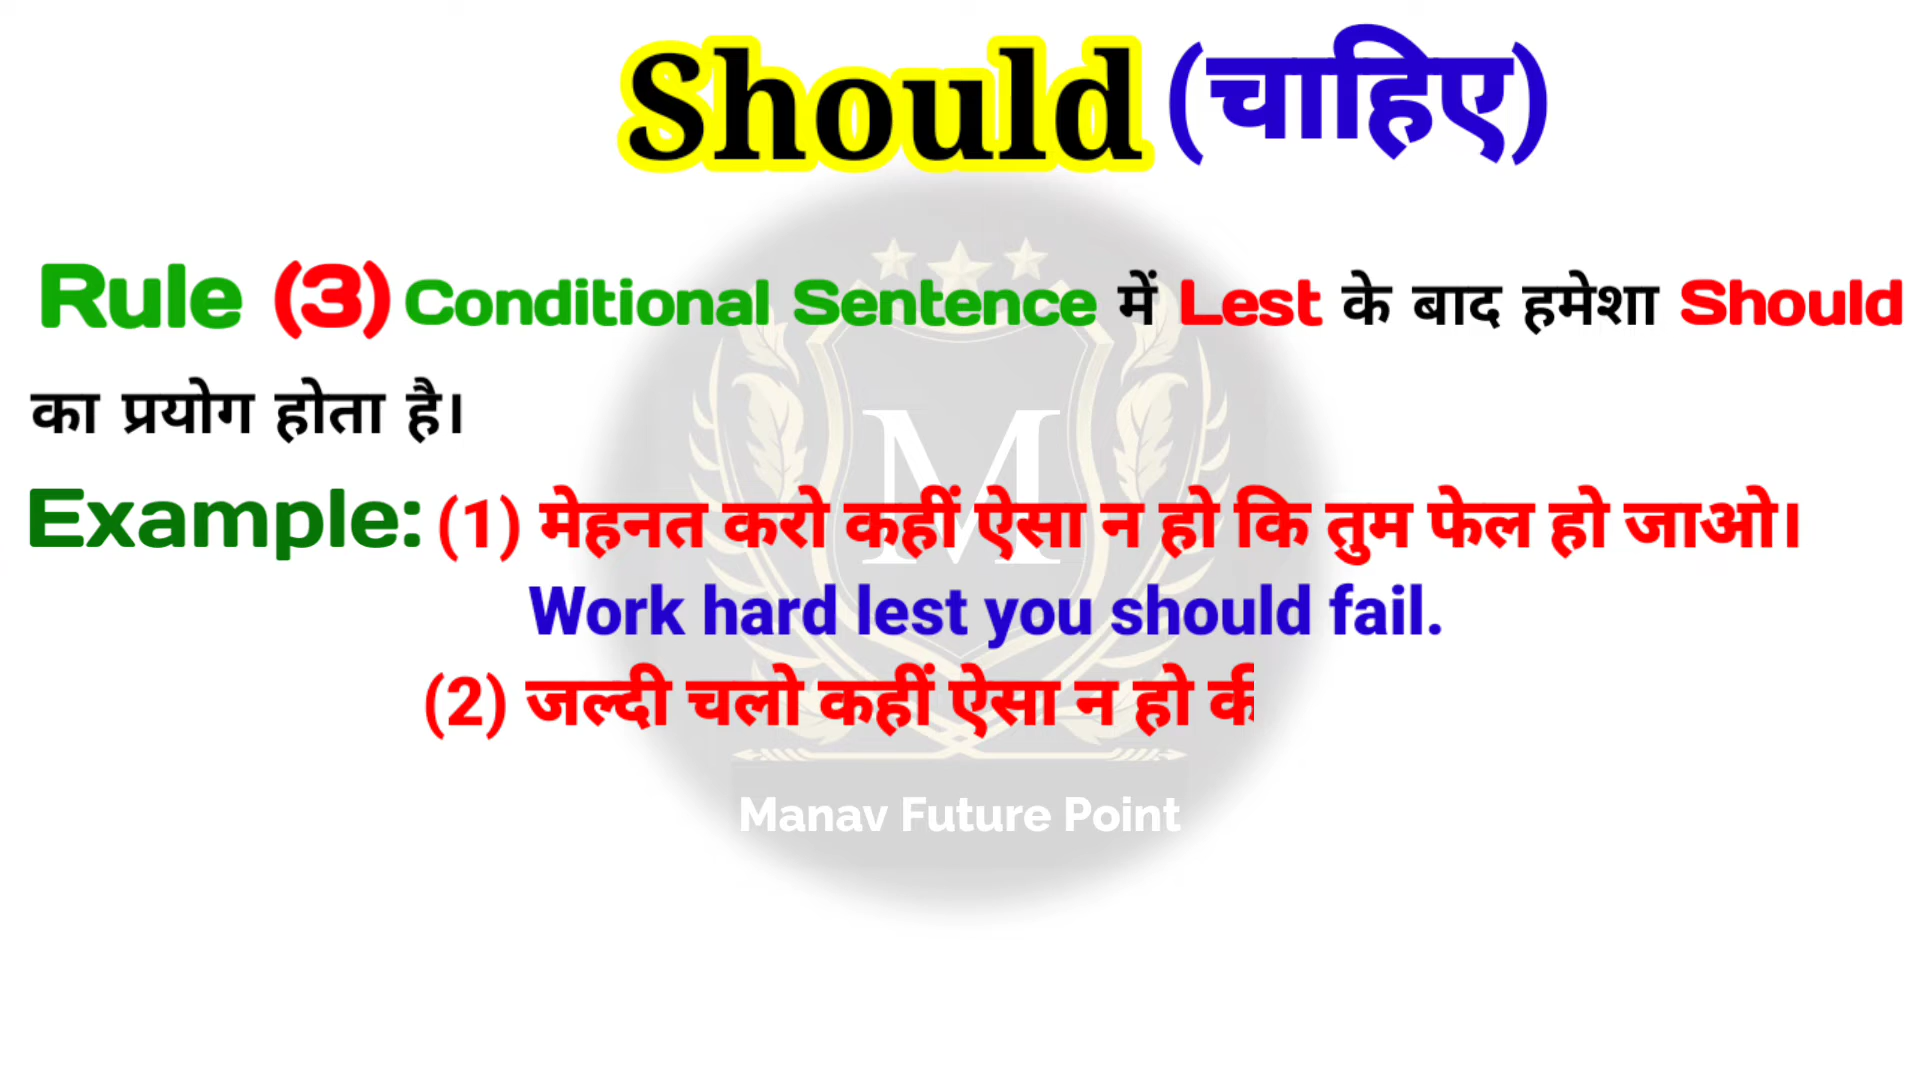 Should (चाहिए)
Rule (3) Conditional Sentence में Lest के बाद हमेशा Should
का प्रयोग होता है।
Example: (1) मेहनत करो कहीं ऐसा न हो कि तुम फेल हो जाओ।
Work hard lest you should fail.
(2) जल्दी चलो कहीं ऐसा न हो
M
Manav Future Point